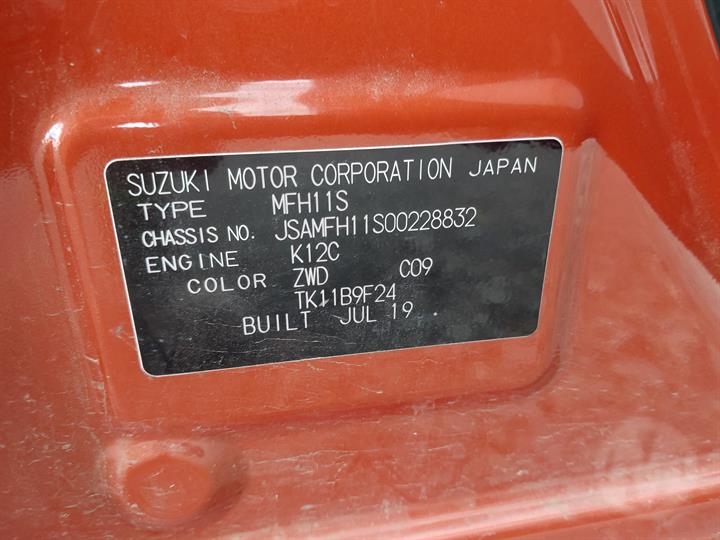 SUZUKI MOTOR CORPORATION JAPAN
TYPE MFH11S
CHASSIS NO. JSAMFH11S00228832
ENGINE K12C
COLOR ZWD C09
TK11B9F24
BUILT JUL 19